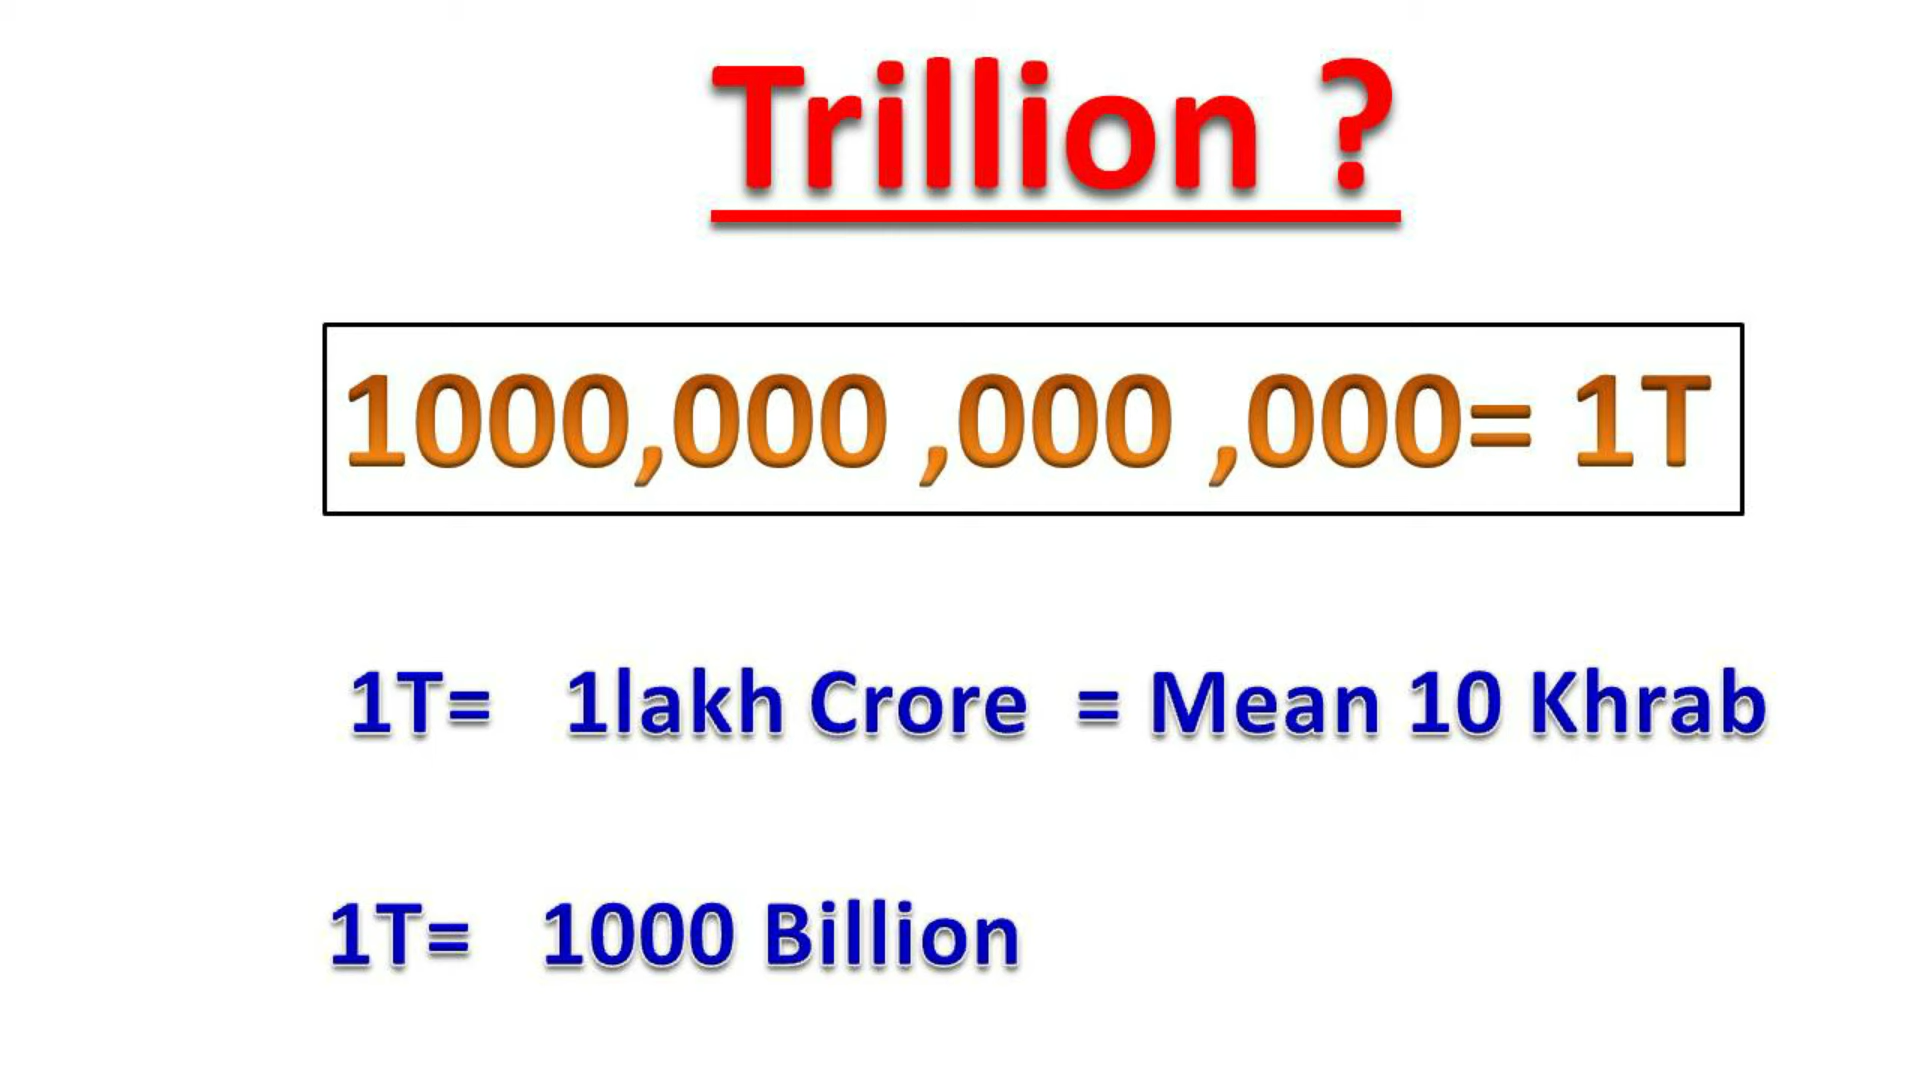 Trillion ?
1000,000 ,000 ,000= 1T
1T= 1lakh Crore = Mean 10 Khrab
1T= 1000 Billion